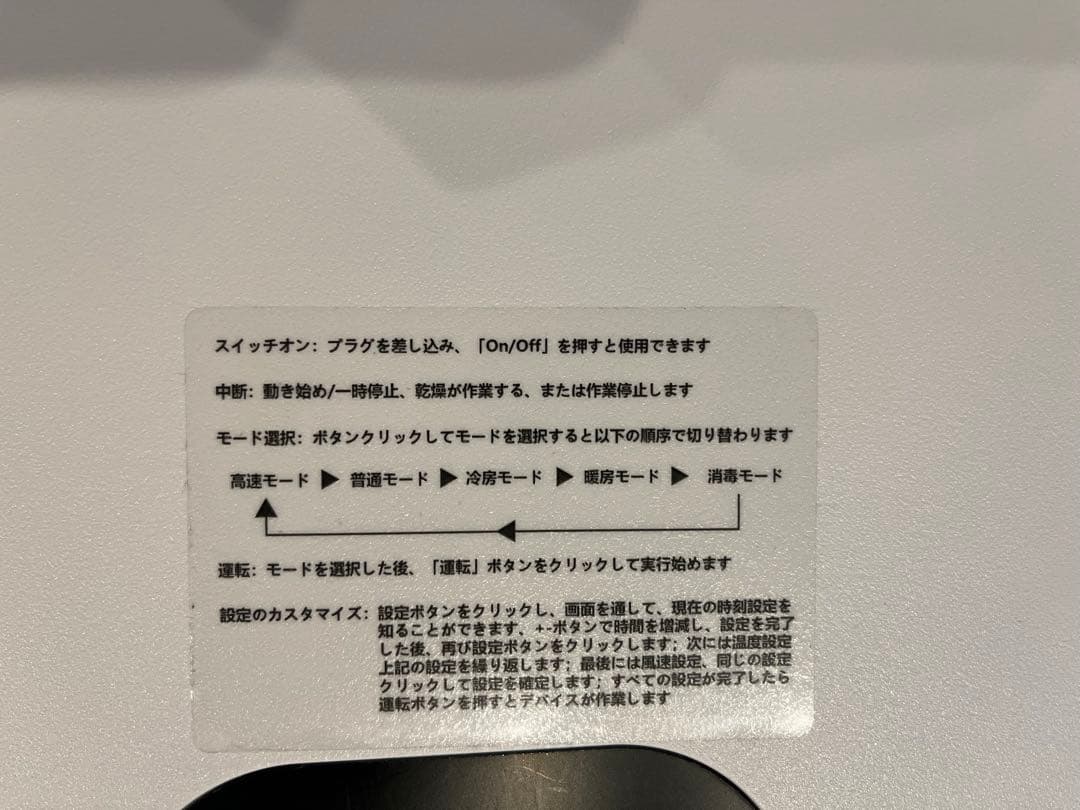 スイッチオン：プラグを差し込み、「On/Off」を押すと使用できます
中断：動き始め/一時停止、乾燥が作業する、または作業停止します
モード選択：ボタンクリックしてモードを選択すると以下の順序で切り替わります
高速モード ▶ 普通モード ▶ 冷房モード ▶ 暖房モード ▶ 消毒モード
運転：モードを選択した後、「運転」ボタンをクリックして実行始めます
設定のカスタマイズ：設定ボタンをクリックし、画面を通して、現在の時刻設定を
知ることができます、+-ボタンで時間を増減し、設定を完了
した後、再び設定ボタンをクリックします；次には温度設定
上記の設定を繰り返します；最後には風速設定、同じの設定
クリックして設定を確定します；すべての設定が完了したら
運転ボタンを押すとデバイスが作業します